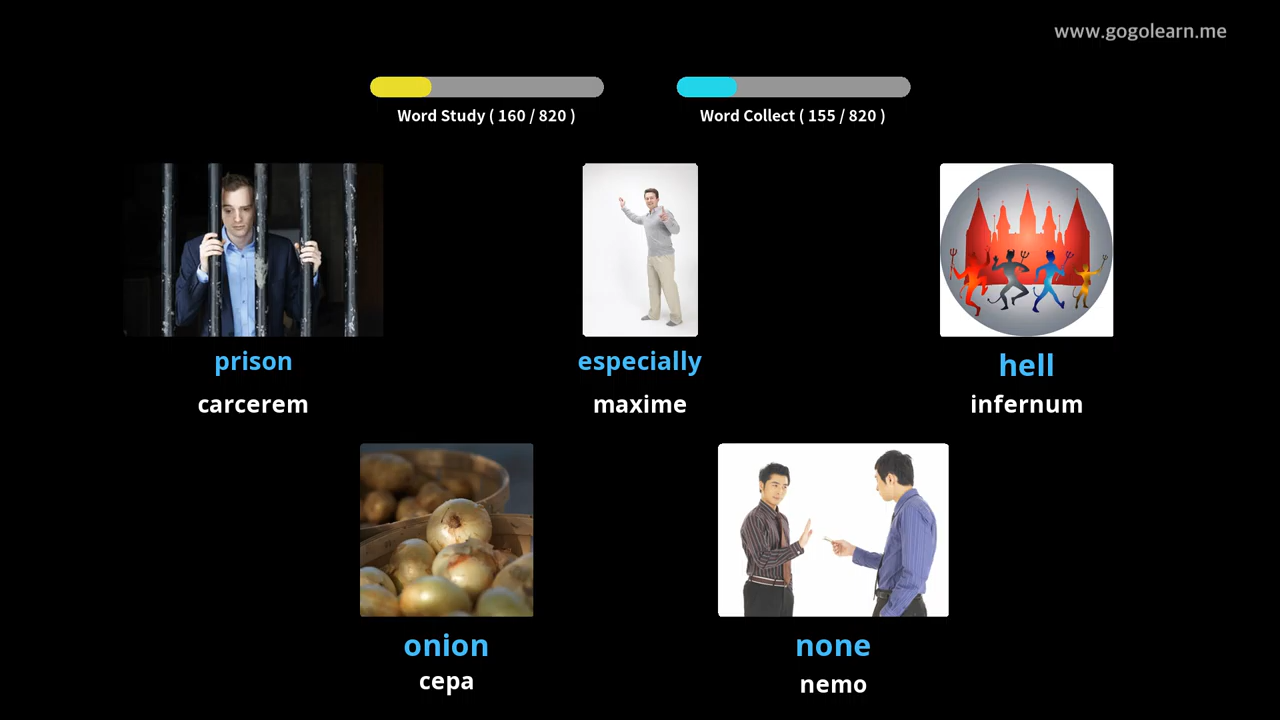 www.gogolearn.me
Word Study ( 160 / 820 )
Word Collect ( 155 / 820 )
prison
especially
hell
carcerem
maxime
infernum
onion
none
cepa
nemo